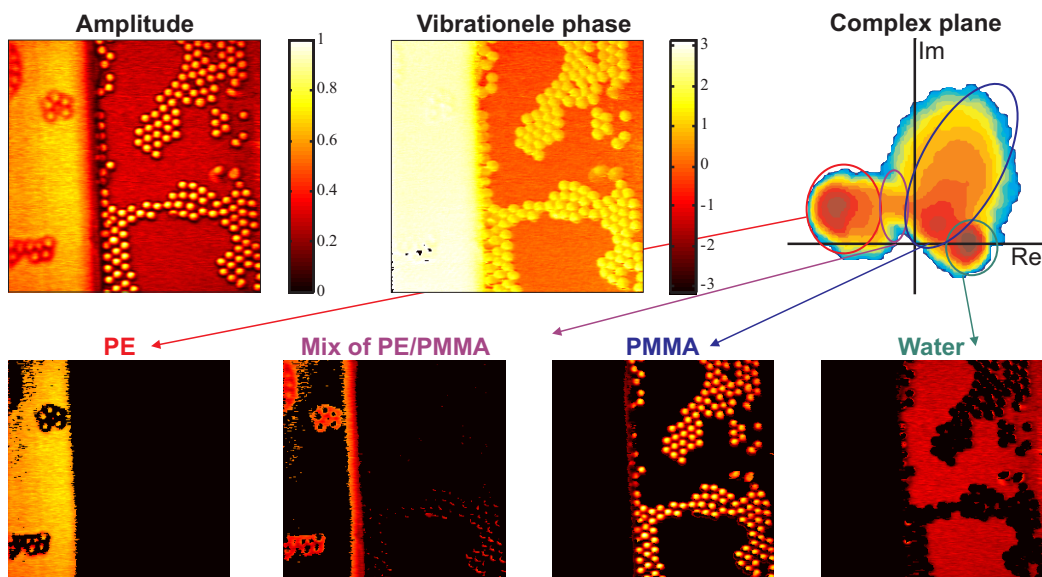 Amplitude
Vibrationele phase
Complex plane
1
0.8
0.6
0.4
0.2
0
3
2
1
0
-1
-2
-3
Im
Re
PE
Mix of PE/PMMA
PMMA
Water